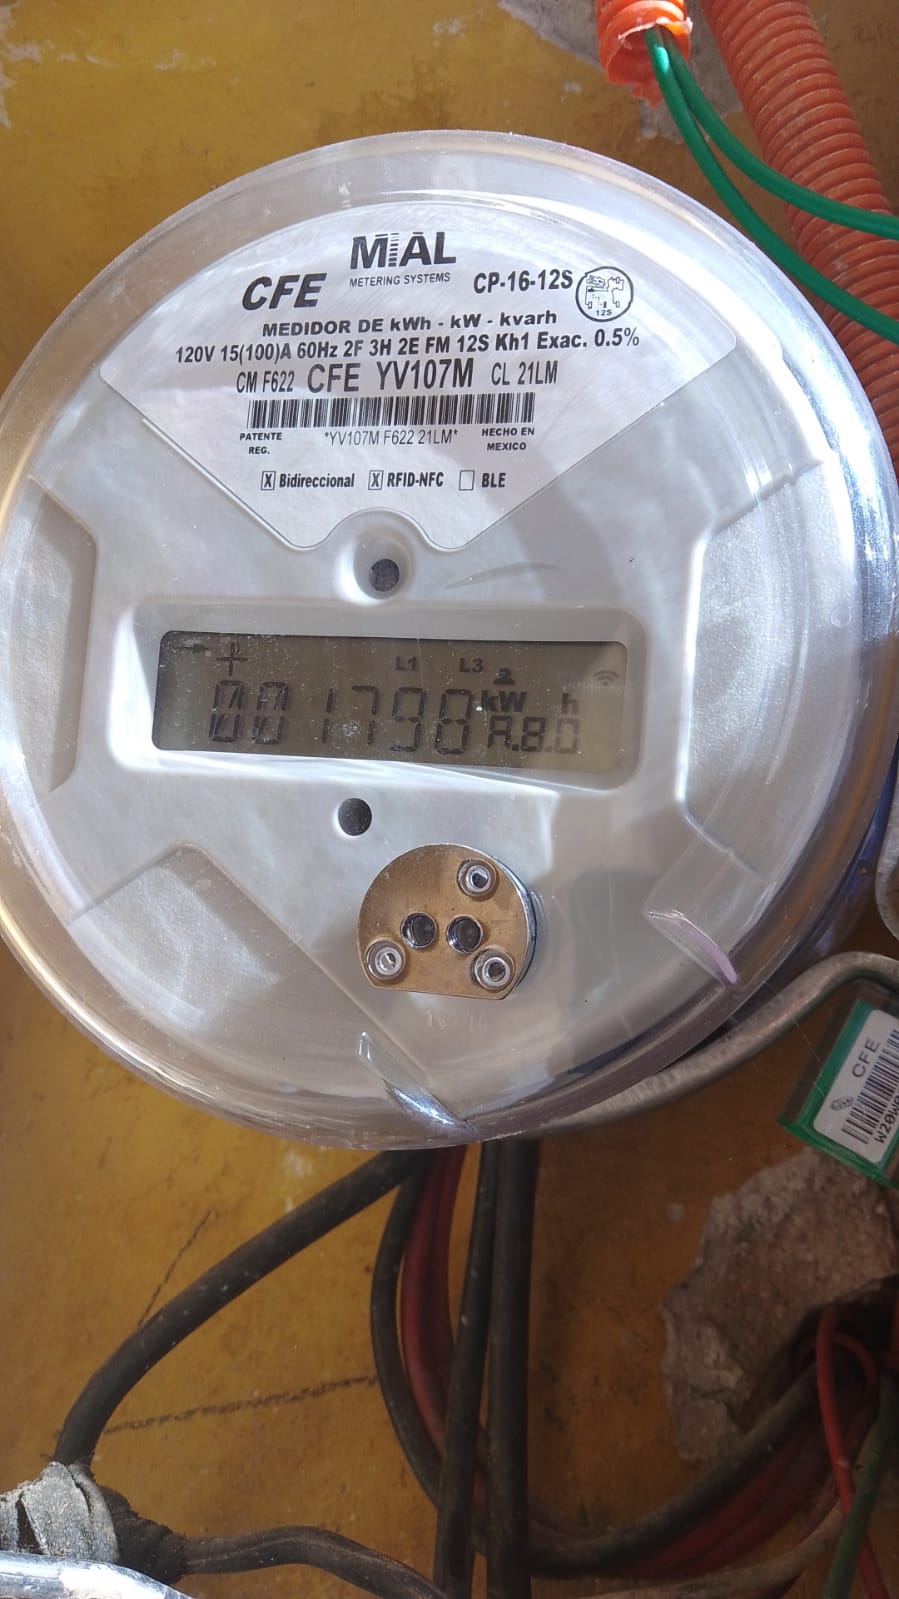 MIAL
METERING SYSTEMS
CFE
CP-16-12S
12S
MEDIDOR DE kWh - kW - kvarh
120V 15(100)A 60Hz 2F 3H 2E FM 12S Kh1 Exac. 0.5%
CM F622 CFE YV107M CL 21LM
PATENTE REG.
*YV107M F622 21LM*
HECHO EN MEXICO
X Bidireccional X RFID-NFC BLE
L1 L3
001798 kW h
A.8.0
CFE